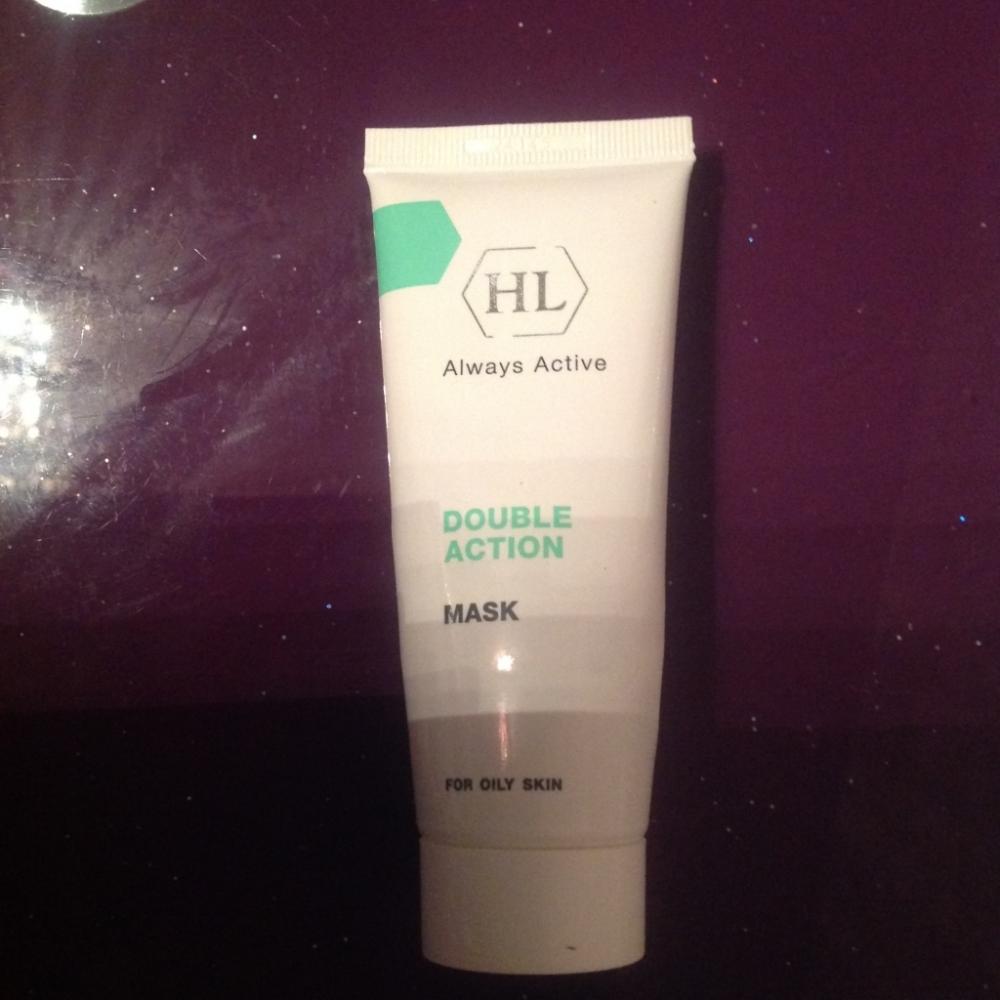 HL
Always Active
DOUBLE
ACTION
MASK
FOR OILY SKIN